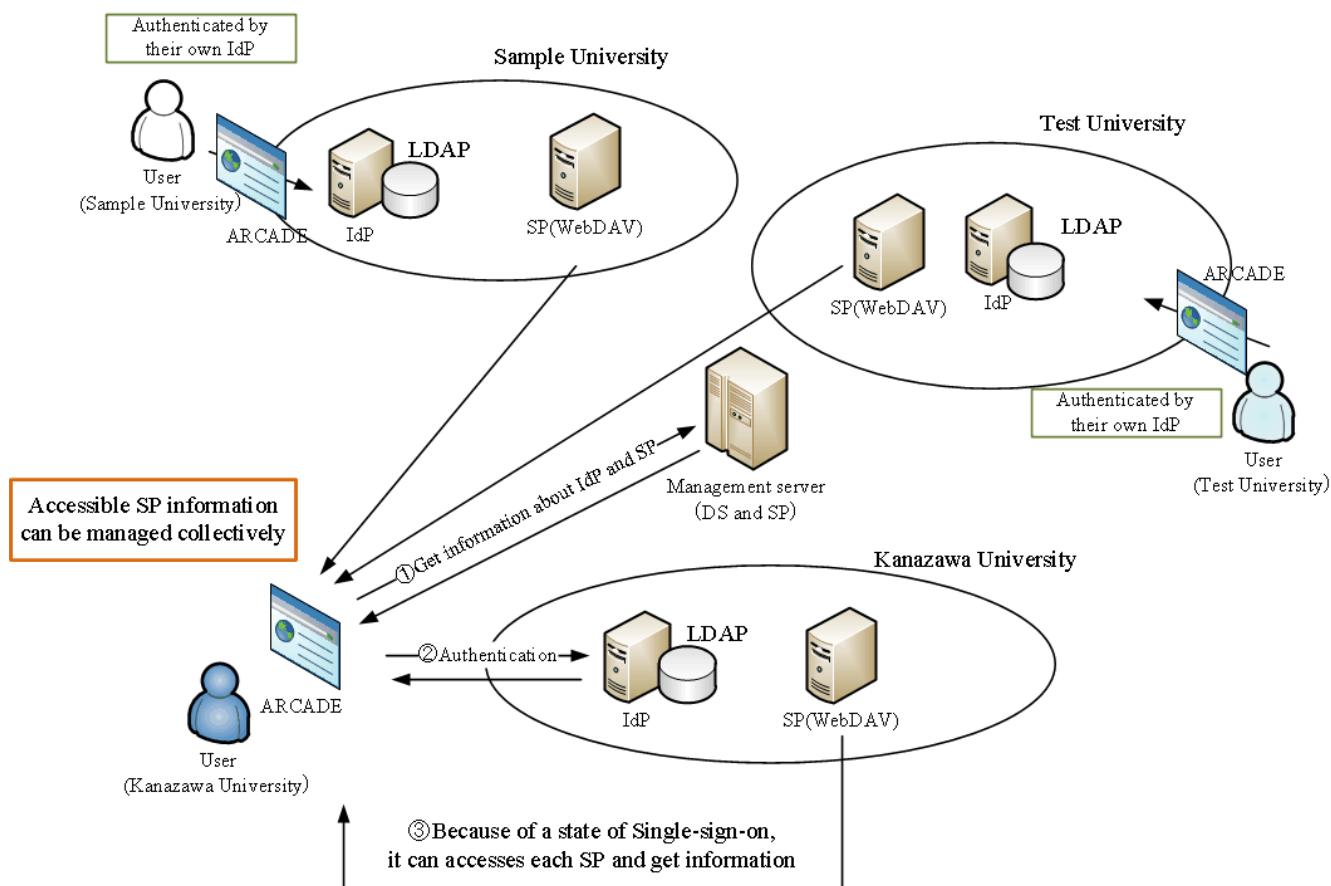 Authenticated by
their own IdP
Sample University
LDAP
User
(Sample University)
ARCADE
IdP
SP(WebDAV)
Test University
LDAP
ARCADE
SP(WebDAV)
IdP
Authenticated by
their own IdP
User
(Test University)
Management server
(DS and SP)
Accessible SP information
can be managed collectively
①Get information about IdP and SP
Kanazawa University
LDAP
②Authentication
ARCADE
IdP
SP(WebDAV)
User
(Kanazawa University)
③Because of a state of Single-sign-on,
it can accesses each SP and get information